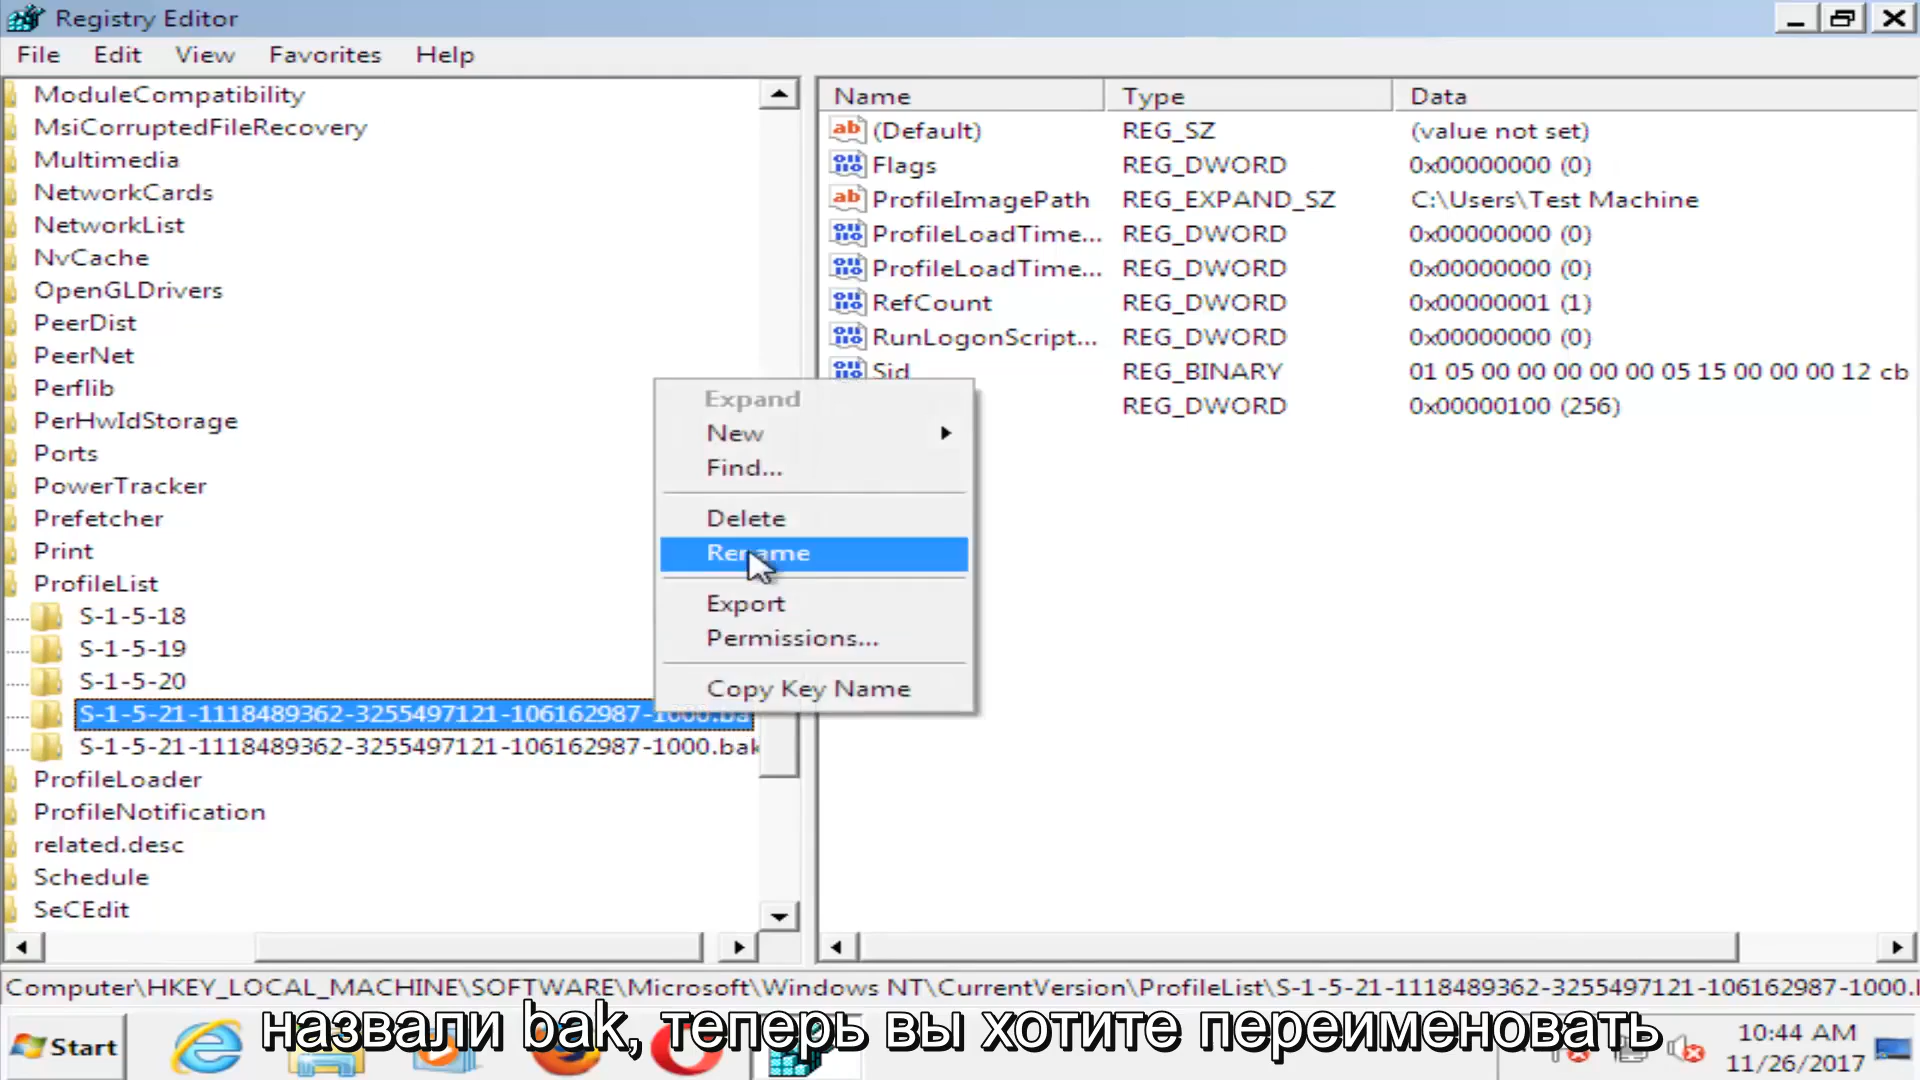 Registry Editor
File Edit View Favorites Help
ModuleCompatibility
MsiCorruptedFileRecovery
Multimedia
NetworkCards
NetworkList
NvCache
OpenGLDrivers
PeerDist
PeerNet
Perflib
PerHwIdStorage
Ports
PowerTracker
Prefetcher
Print
ProfileList
S-1-5-18
S-1-5-19
S-1-5-20
S-1-5-21-1118489362-3255497121-106162987-1000.ba
S-1-5-21-1118489362-3255497121-106162987-1000.bak
ProfileLoader
ProfileNotification
related.desc
Schedule
SeCEdit
Name Type Data
(Default) REG_SZ (value not set)
Flags REG_DWORD 0x00000000 (0)
ProfileImagePath REG_EXPAND_SZ C:\Users\Test Machine
ProfileLoadTime... REG_DWORD 0x00000000 (0)
ProfileLoadTime... REG_DWORD 0x00000000 (0)
RefCount REG_DWORD 0x00000001 (1)
RunLogonScript... REG_DWORD 0x00000000 (0)
Sid REG_BINARY 01 05 00 00 00 00 00 05 15 00 00 00 12 cb
REG_DWORD 0x00000100 (256)
Expand
New
Find...
Delete
Rename
Export
Permissions...
Copy Key Name
Computer\HKEY_LOCAL_MACHINE\SOFTWARE\Microsoft\Windows NT\CurrentVersion\ProfileList\S-1-5-21-1118489362-3255497121-106162987-1000.
назвали bak, теперь вы хотите переименовать
Start
10:44 AM
11/26/2017